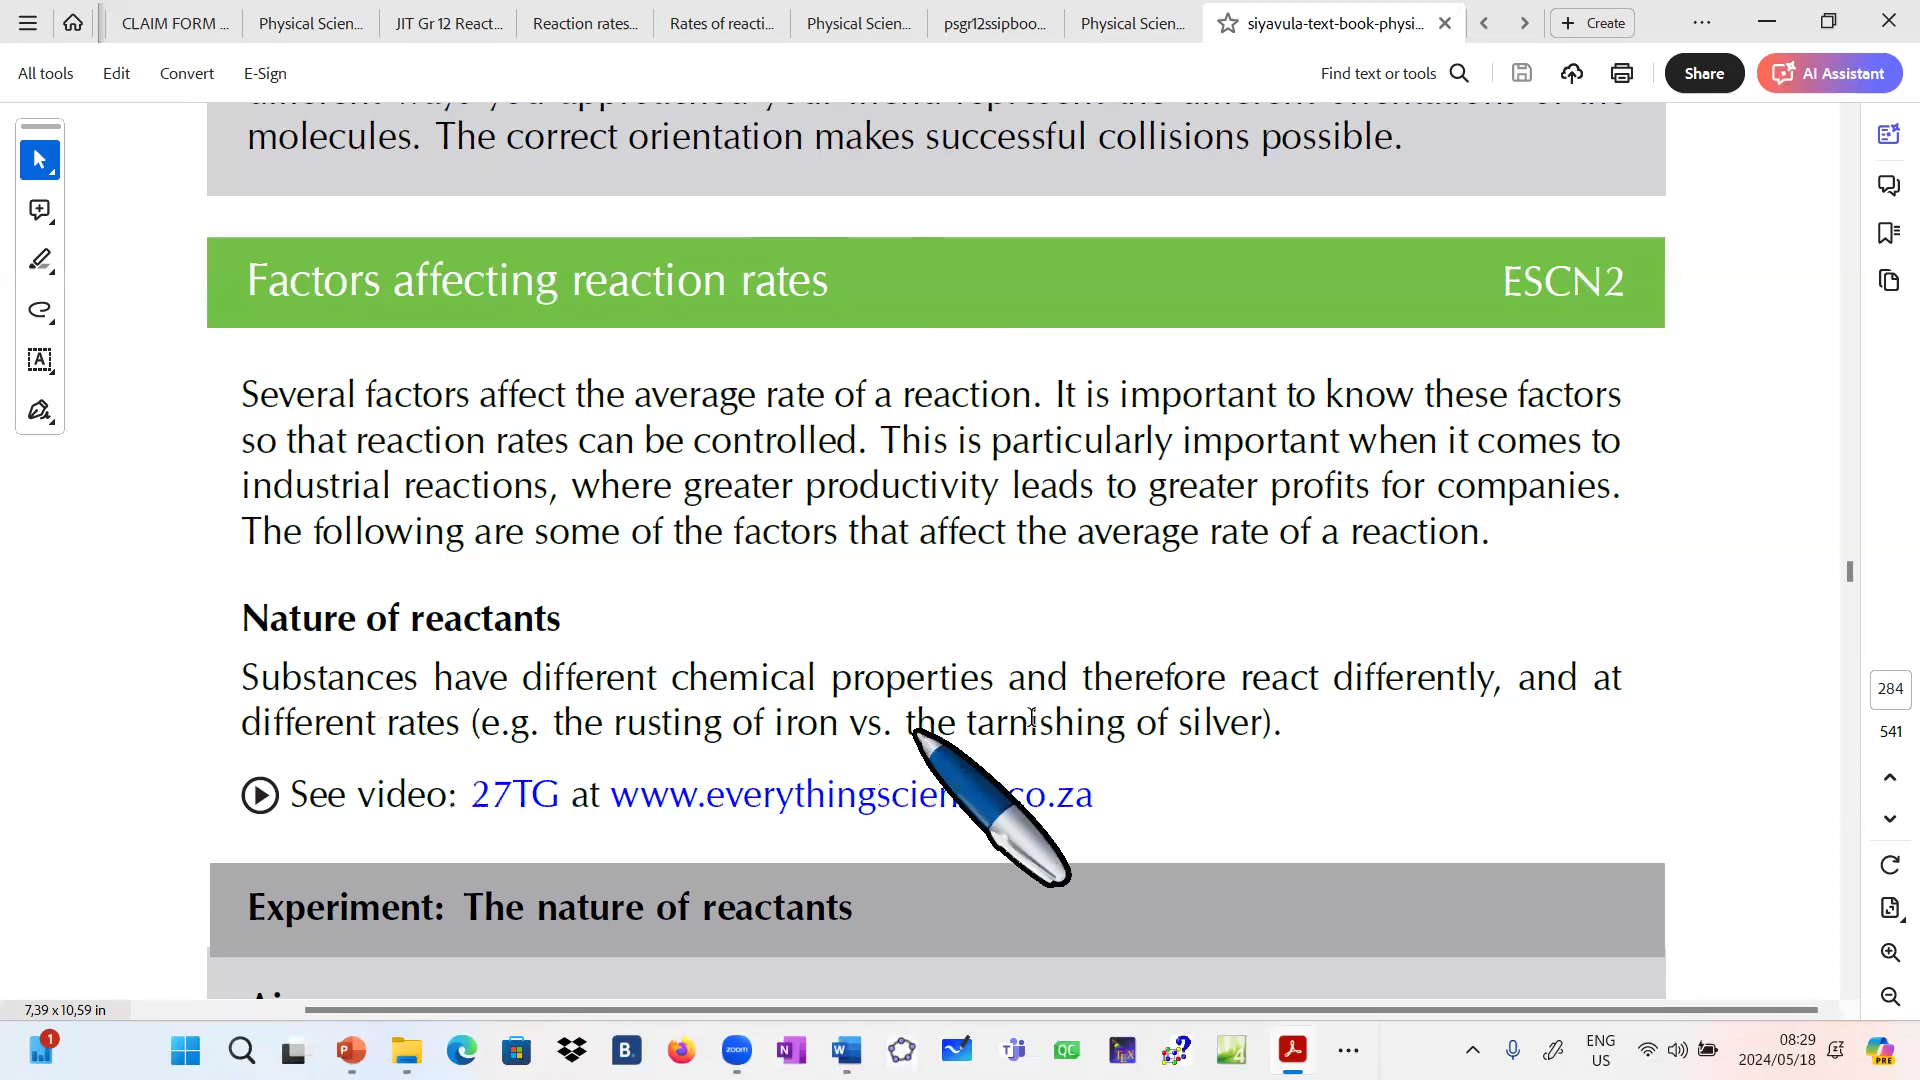 CLAIM FORM ...
Physical Scien...
JIT Gr 12 React...
Reaction rates...
Rates of reacti...
Physical Scien...
psgr12ssipboo...
Physical Scien...
siyavula-text-book-physi...
Create
All tools
Edit
Convert
E-Sign
Find text or tools
Share
AI Assistant
molecules. The correct orientation makes successful collisions possible.
Factors affecting reaction rates
ESCN2
Several factors affect the average rate of a reaction. It is important to know these factors
so that reaction rates can be controlled. This is particularly important when it comes to
industrial reactions, where greater productivity leads to greater profits for companies.
The following are some of the factors that affect the average rate of a reaction.
Nature of reactants
Substances have different chemical properties and therefore react differently, and at
different rates (e.g. the rusting of iron vs. the tarnishing of silver).
See video: 27TG at
Experiment: The nature of reactants
284
541
7,39 x 10,59 in
1
ENG
US
08:29
2024/05/18